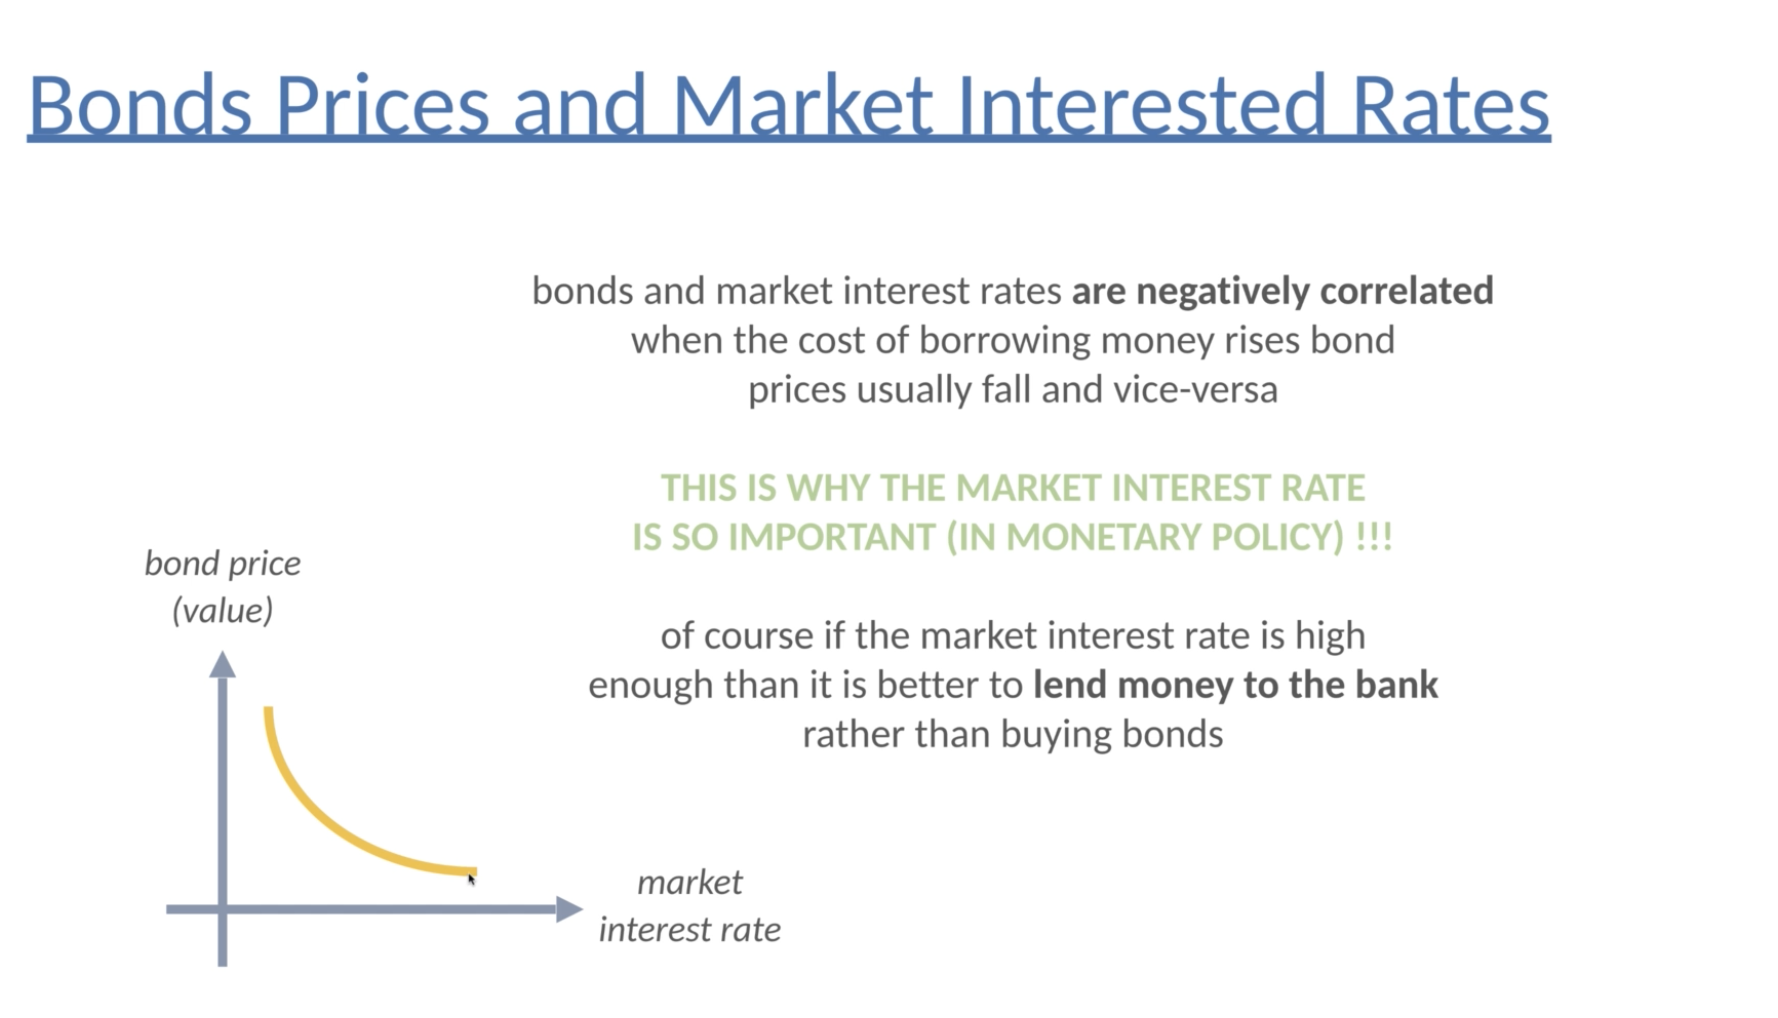 Bonds Prices and Market Interested Rates
bonds and market interest rates are negatively correlated
when the cost of borrowing money rises bond
prices usually fall and vice-versa
THIS IS WHY THE MARKET INTEREST RATE
IS SO IMPORTANT (IN MONETARY POLICY) !!!
of course if the market interest rate is high
enough than it is better to lend money to the bank
rather than buying bonds
bond price
(value)
market
interest rate